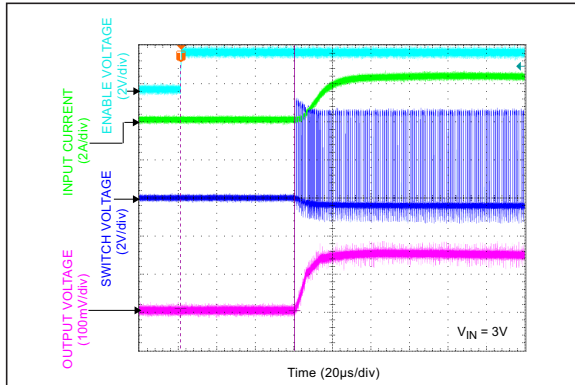 ENABLE VOLTAGE
(2V/div)
INPUT CURRENT
(2A/div)
SWITCH VOLTAGE
(2V/div)
OUTPUT VOLTAGE
(100mV/div)
T
VIN = 3V
Time (20µs/div)